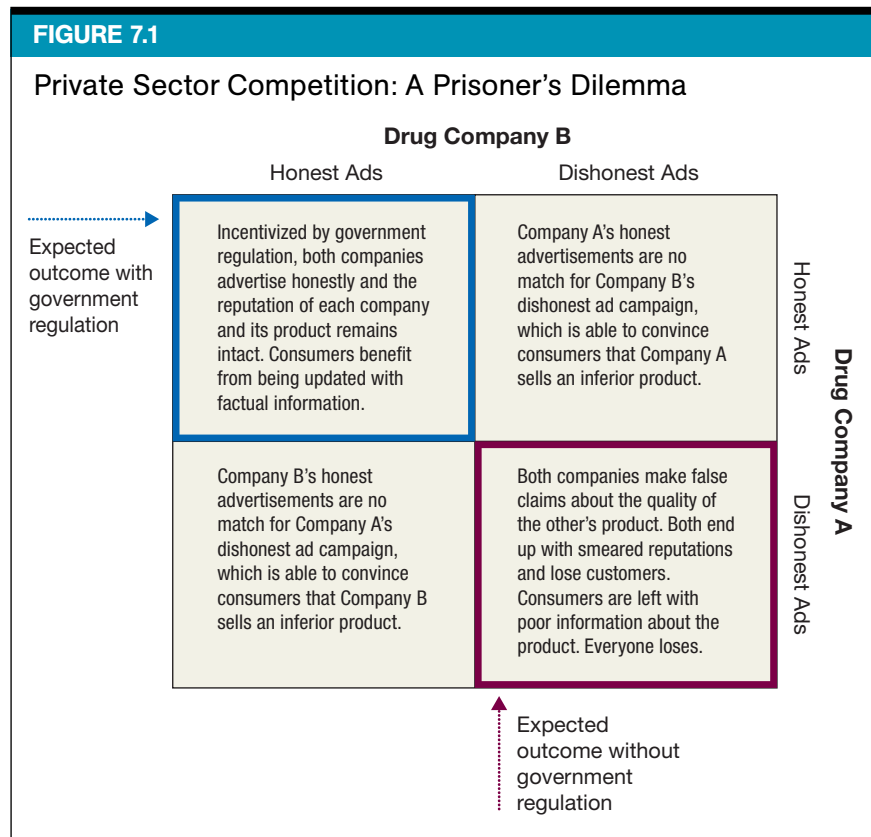 FIGURE 7.1
Private Sector Competition: A Prisoner’s Dilemma
Drug Company B
Honest Ads
Dishonest Ads
Expected
outcome with
government
regulation
Incentivized by government
regulation, both companies
advertise honestly and the
reputation of each company
and its product remains
intact. Consumers benefit
from being updated with
factual information.
Company A’s honest
advertisements are no
match for Company B’s
dishonest ad campaign,
which is able to convince
consumers that Company A
sells an inferior product.
Honest Ads
Drug Company A
Company B’s honest
advertisements are no
match for Company A’s
dishonest ad campaign,
which is able to convince
consumers that Company B
sells an inferior product.
Both companies make false
claims about the quality of
the other’s product. Both end
up with smeared reputations
and lose customers.
Consumers are left with
poor information about the
product. Everyone loses.
Dishonest Ads
Expected
outcome without
government
regulation